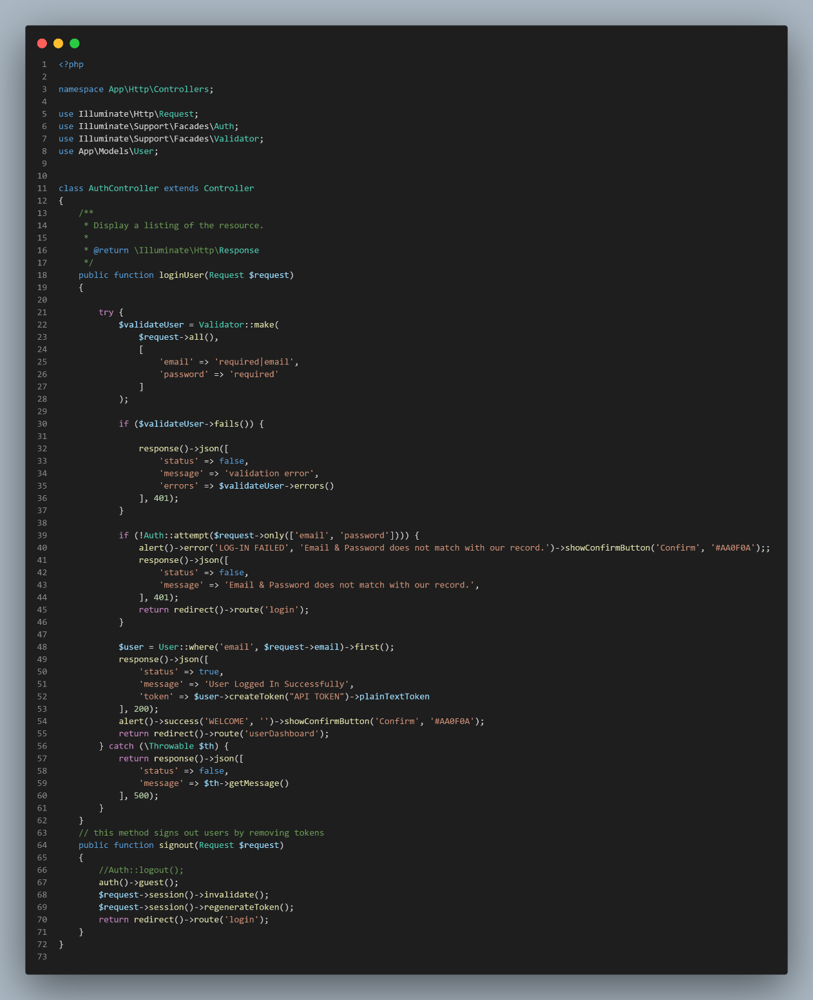 1 <?php
2
3 namespace App\Http\Controllers;
4
5 use Illuminate\Http\Request;
6 use Illuminate\Support\Facades\Auth;
7 use Illuminate\Support\Facades\Validator;
8 use App\Models\User;
9
10
11 class AuthController extends Controller
12 {
13     /**
14      * Display a listing of the resource.
15      *
16      * @return \Illuminate\Http\Response
17      */
18     public function loginUser(Request $request)
19     {
20
21         try {
22             $validateUser = Validator::make(
23                 $request->all(),
24                 [
25                     'email' => 'required|email',
26                     'password' => 'required'
27                 ]
28             );
29
30             if ($validateUser->fails()) {
31
32                 response()->json([
33                     'status' => false,
34                     'message' => 'validation error',
35                     'errors' => $validateUser->errors()
36                 ], 401);
37             }
38
39             if (!Auth::attempt($request->only(['email', 'password']))) {
40                 alert()->error('LOG-IN FAILED', 'Email & Password does not match with our record.')->showConfirmButton('Confirm', '#AA0F0A');;
41                 response()->json([
42                     'status' => false,
43                     'message' => 'Email & Password does not match with our record.',
44                 ], 401);
45                 return redirect()->route('login');
46             }
47
48             $user = User::where('email', $request->email)->first();
49             response()->json([
50                 'status' => true,
51                 'message' => 'User Logged In Successfully',
52                 'token' => $user->createToken("API TOKEN")->plainTextToken
53             ], 200);
54             alert()->success('WELCOME', '')->showConfirmButton('Confirm', '#AA0F0A');
55             return redirect()->route('userDashboard');
56         } catch (\Throwable $th) {
57             return response()->json([
58                 'status' => false,
59                 'message' => $th->getMessage()
60             ], 500);
61         }
62     }
63     // this method signs out users by removing tokens
64     public function signout(Request $request)
65     {
66         //Auth::logout();
67         auth()->guest();
68         $request->session()->invalidate();
69         $request->session()->regenerateToken();
70         return redirect()->route('login');
71     }
72 }
73